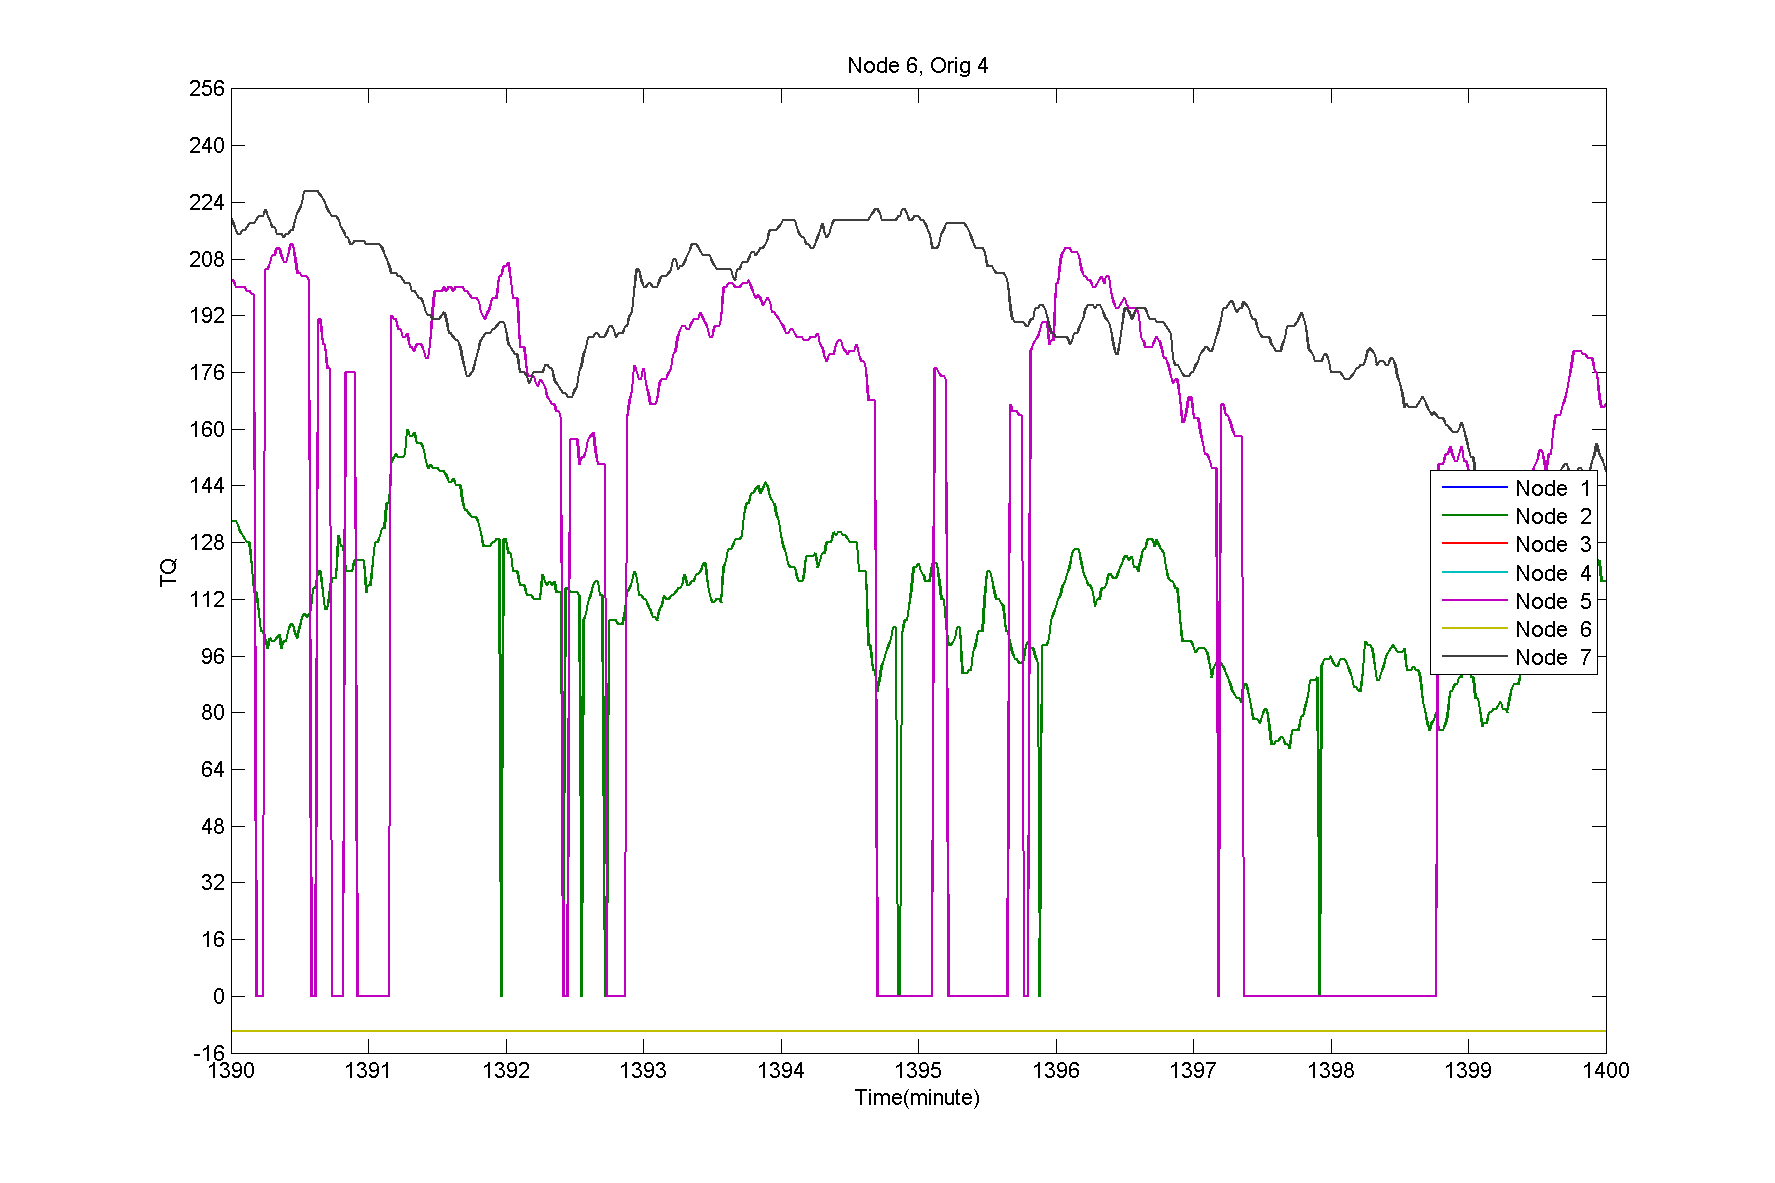 Node 6, Orig 4
256
240
224
208
192
176
160
144
128
112
96
80
64
48
32
16
0
-16
TQ
Node 1
Node 2
Node 3
Node 4
Node 5
Node 6
Node 7
1390 1391 1392 1393 1394 1395 1396 1397 1398 1399 1400
Time(minute)